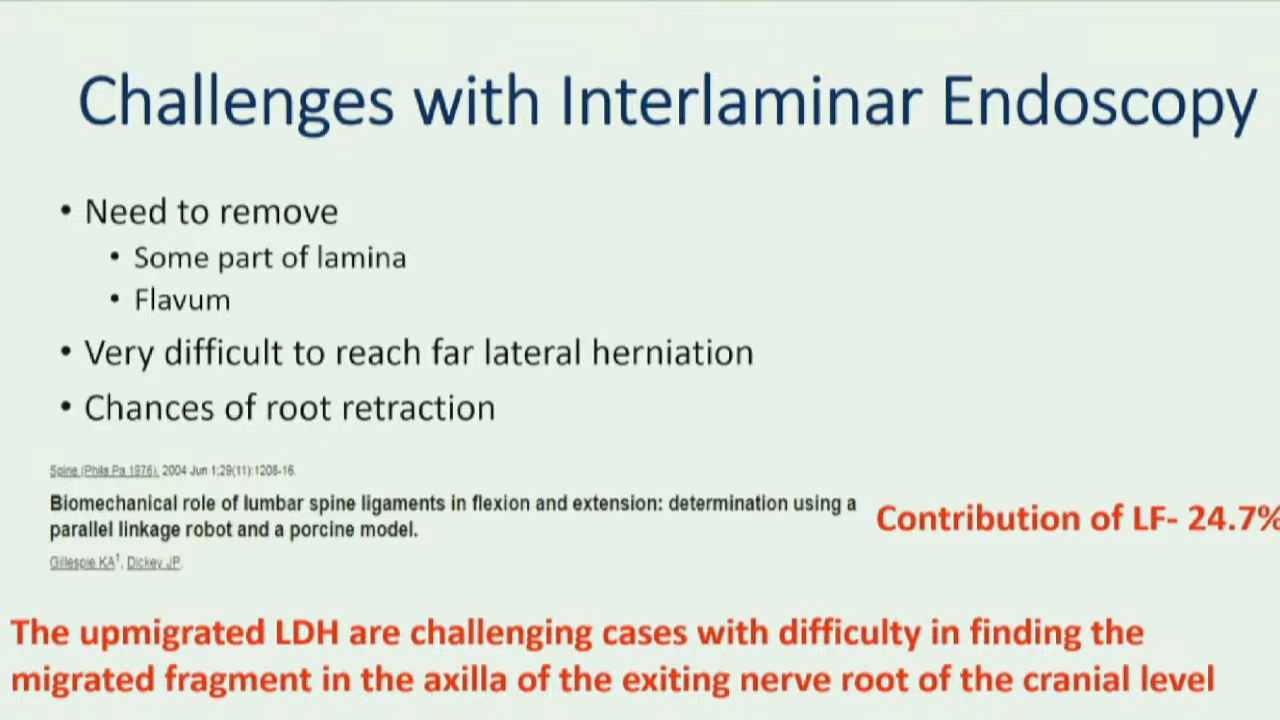 Challenges with Interlaminar Endoscopy
• Need to remove
• Some part of lamina
• Flavum
• Very difficult to reach far lateral herniation
• Chances of root retraction
Spine (Phila Pa 1976). 2004 Jun 1;29(11):1208-16.
Biomechanical role of lumbar spine ligaments in flexion and extension: determination using a
parallel linkage robot and a porcine model.
Gillespie KA1, Dickey JP.
Contribution of LF- 24.7%
The upmigrated LDH are challenging cases with difficulty in finding the
migrated fragment in the axilla of the exiting nerve root of the cranial level